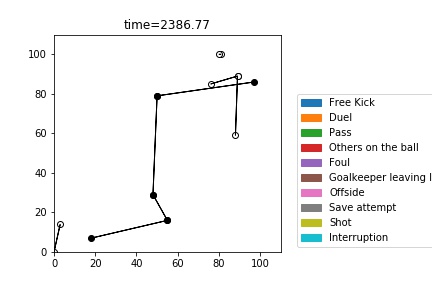 time=2386.77
100
80
60
40
20
0
0 20 40 60 80 100
Free Kick
Duel
Pass
Others on the ball
Foul
Goalkeeper leaving l
Offside
Save attempt
Shot
Interruption